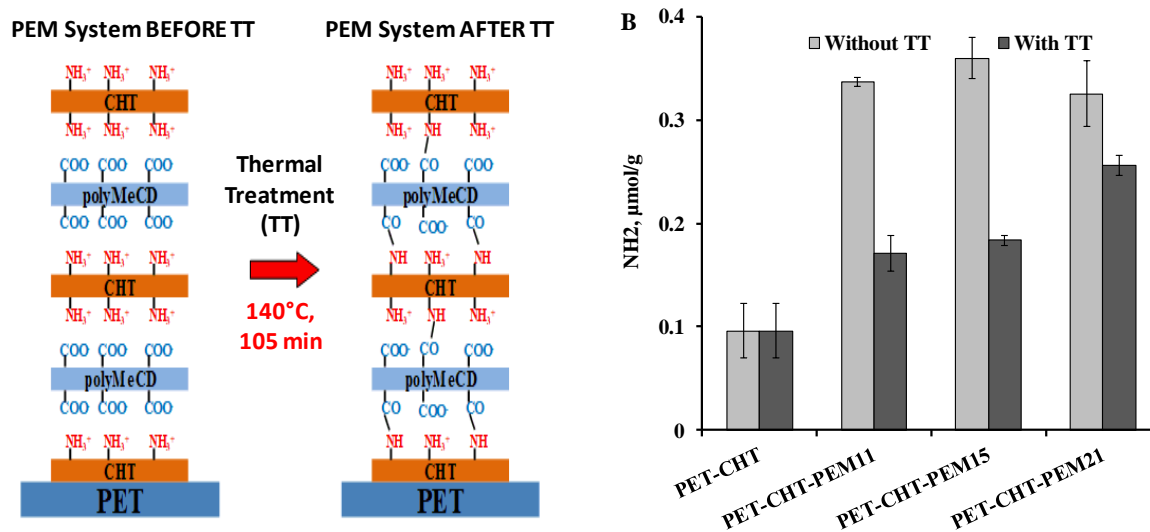 PEM System BEFORE TT
NH₃⁺ NH₃⁺ NH₃⁺
CHT
NH₃⁺ NH₃⁺ NH₃⁺
COO⁻ COO⁻ COO⁻
polyMeCD
COO⁻ COO⁻ COO⁻
NH₃⁺ NH₃⁺ NH₃⁺
CHT
NH₃⁺ NH₃⁺ NH₃⁺
COO⁻ COO⁻ COO⁻
polyMeCD
COO⁻ COO⁻ COO⁻
NH₃⁺ NH₃⁺ NH₃⁺
CHT
PET
Thermal
Treatment
(TT)
140°C,
105 min
PEM System AFTER TT
NH₃⁺ NH₃⁺ NH₃⁺
CHT
NH₃⁺ NH NH₃⁺
COO⁻ CO COO⁻
polyMeCD
CO COO⁻ CO
NH NH₃⁺ NH
CHT
NH₃⁺ NH NH₃⁺
COO⁻ CO COO⁻
polyMeCD
CO COO⁻ CO
NH NH₃⁺ NH
CHT
PET
B
Without TT With TT
NH2, µmol/g
0.4
0.3
0.2
0.1
0
PET-CHT
PET-CHT-PEM11
PET-CHT-PEM15
PET-CHT-PEM21